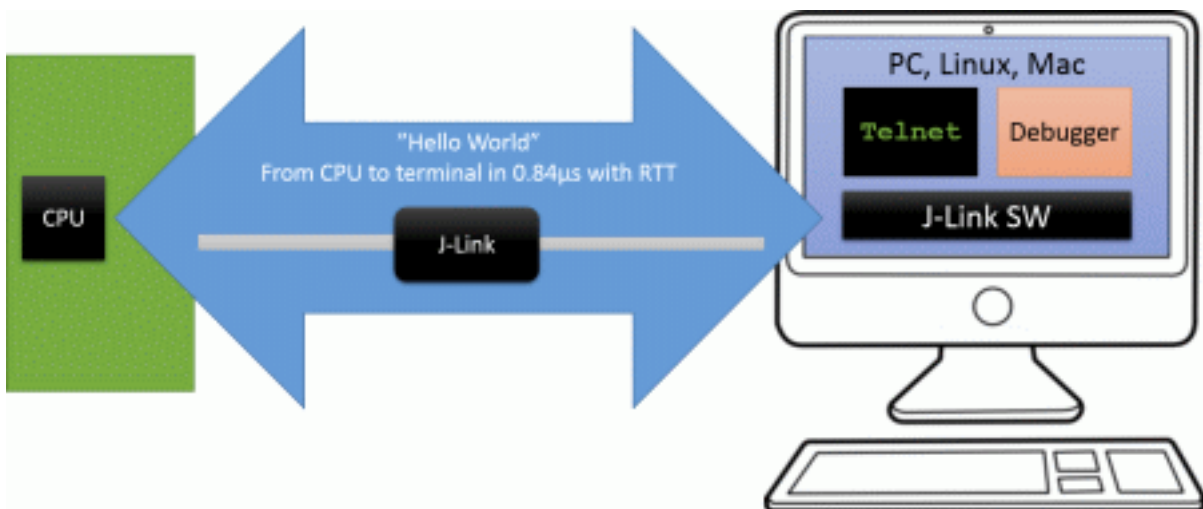 CPU
"Hello World"
From CPU to terminal in 0.84µs with RTT
J-Link
PC, Linux, Mac
Telnet
Debugger
J-Link SW